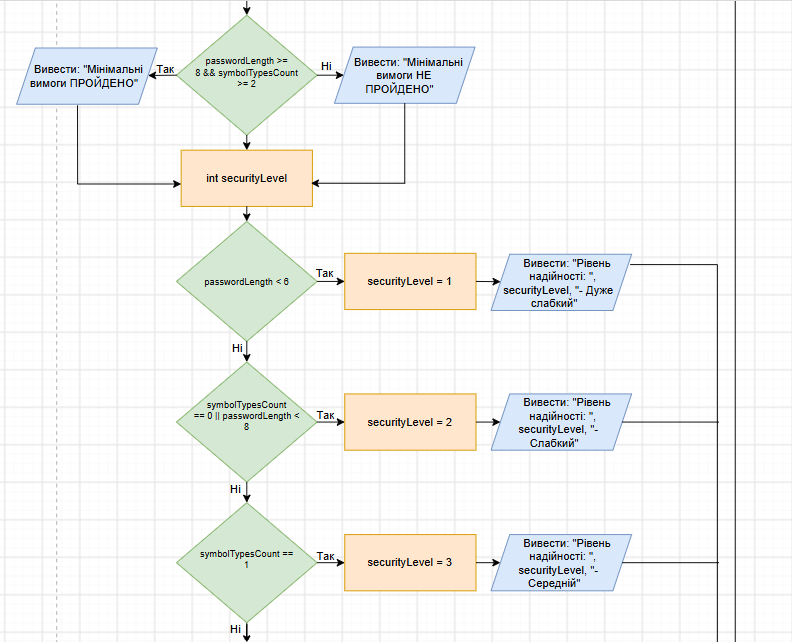 passwordLength >=
8 && symbolTypesCount
>= 2
Так
Ні
Вивести: "Мінімальні
вимоги ПРОЙДЕНО"
Вивести: "Мінімальні
вимоги НЕ
ПРОЙДЕНО"
int securityLevel
passwordLength < 6
Так
securityLevel = 1
Вивести: "Рівень
надійності: ",
securityLevel, "- Дуже
слабкий"
Ні
symbolTypesCount
== 0 || passwordLength <
8
Так
securityLevel = 2
Вивести: "Рівень
надійності: ",
securityLevel, "-
Слабкий"
Ні
symbolTypesCount ==
1
Так
securityLevel = 3
Вивести: "Рівень
надійності: ",
securityLevel, "-
Середній"
Ні